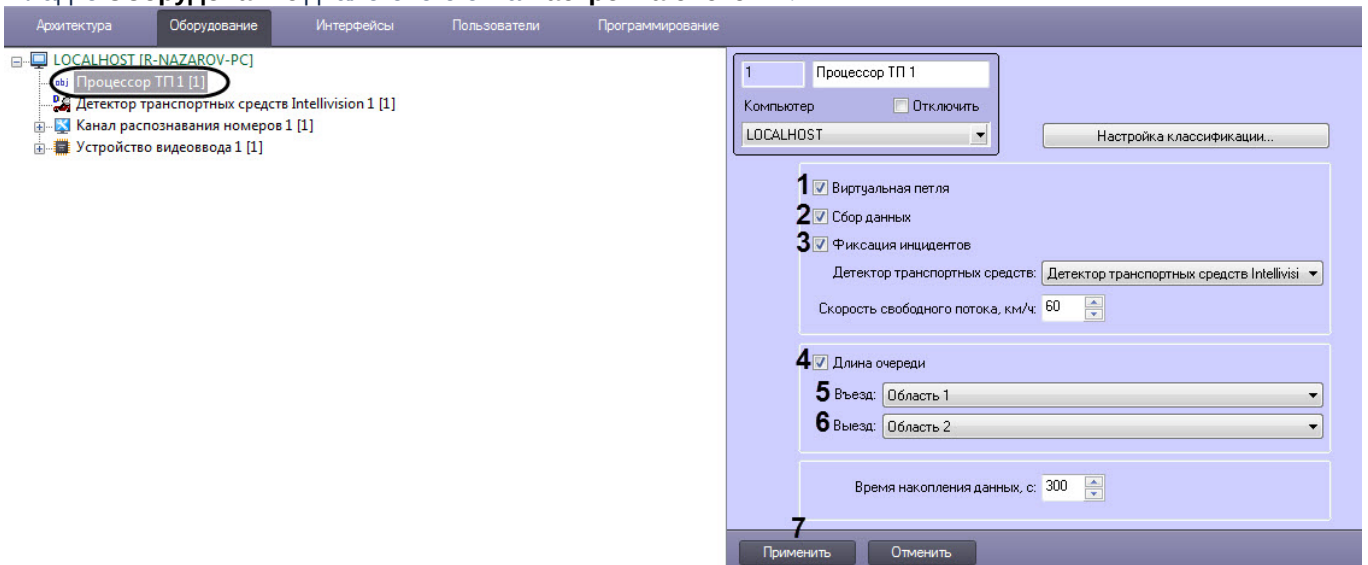 Архитектура Оборудование Интерфейсы Пользователи Программирование
LOCALHOST [R-NAZAROV-PC]
obj Процессор ТП 1 [1]
Детектор транспортных средств Intellivision 1 [1]
Канал распознавания номеров 1 [1]
Устройство видеоввода 1 [1]
1 Процессор ТП 1
Компьютер Отключить
LOCALHOST
Настройка классификации...
1 Виртуальная петля
2 Сбор данных
3 Фиксация инцидентов
Детектор транспортных средств: Детектор транспортных средств Intellivisi
Скорость свободного потока, км/ч: 60
4 Длина очереди
5 Въезд: Область 1
6 Выезд: Область 2
Время накопления данных, с: 300
7
Применить Отменить